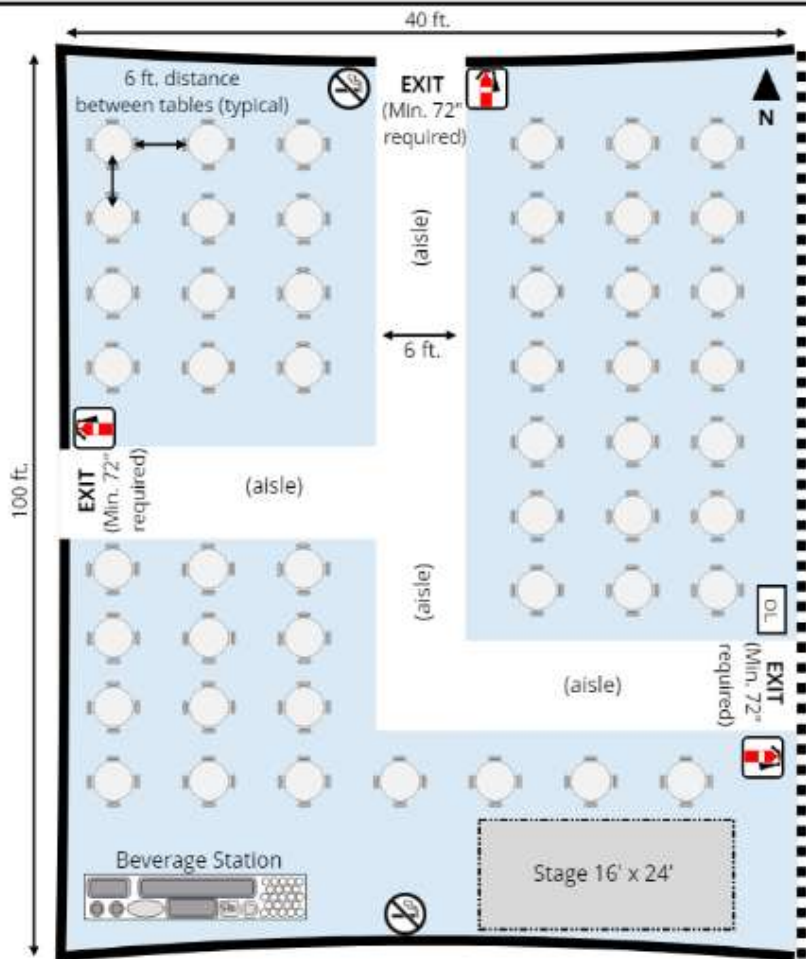 40 ft.
6 ft. distance
between tables (typical)
EXIT
(Min. 72"
required)
N
(aisle)
6 ft.
100 ft.
EXIT
(Min. 72"
required)
(aisle)
(aisle)
OL
EXIT
(Min. 72"
required)
(aisle)
Beverage Station
Stage 16' x 24'